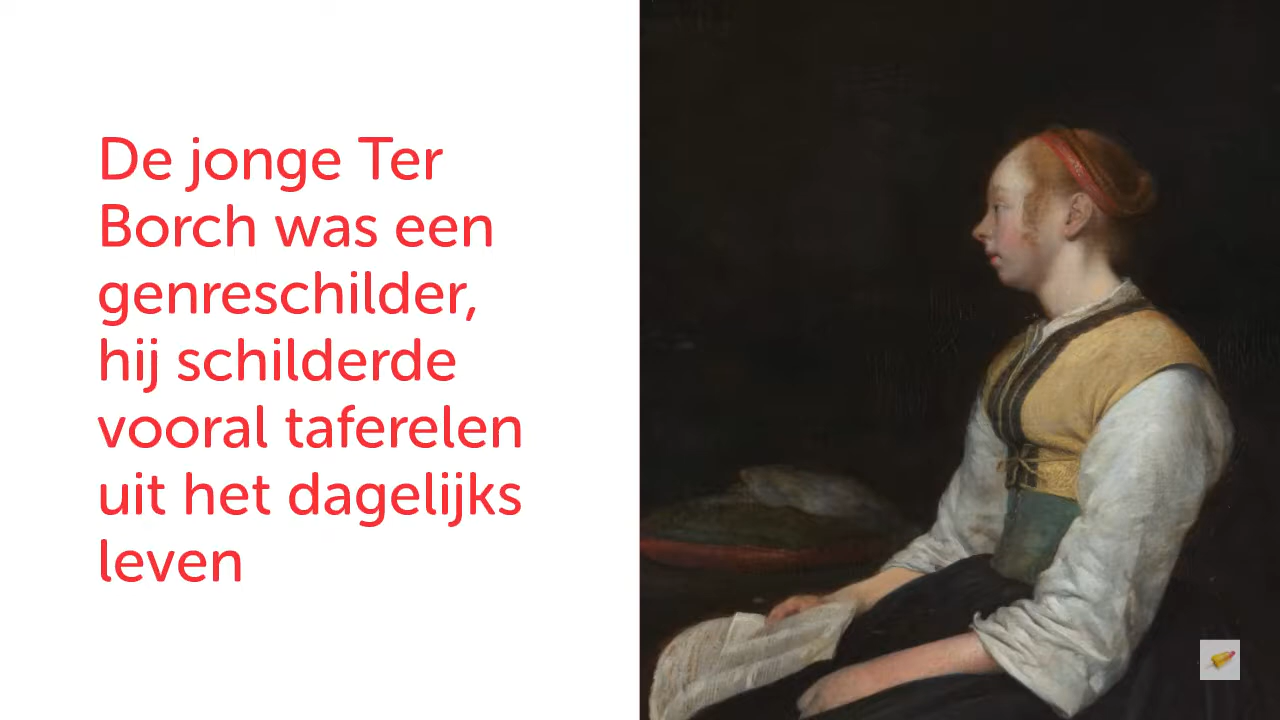 De jonge Ter
Borch was een
genreschilder,
hij schilderde
vooral taferelen
uit het dagelijks
leven